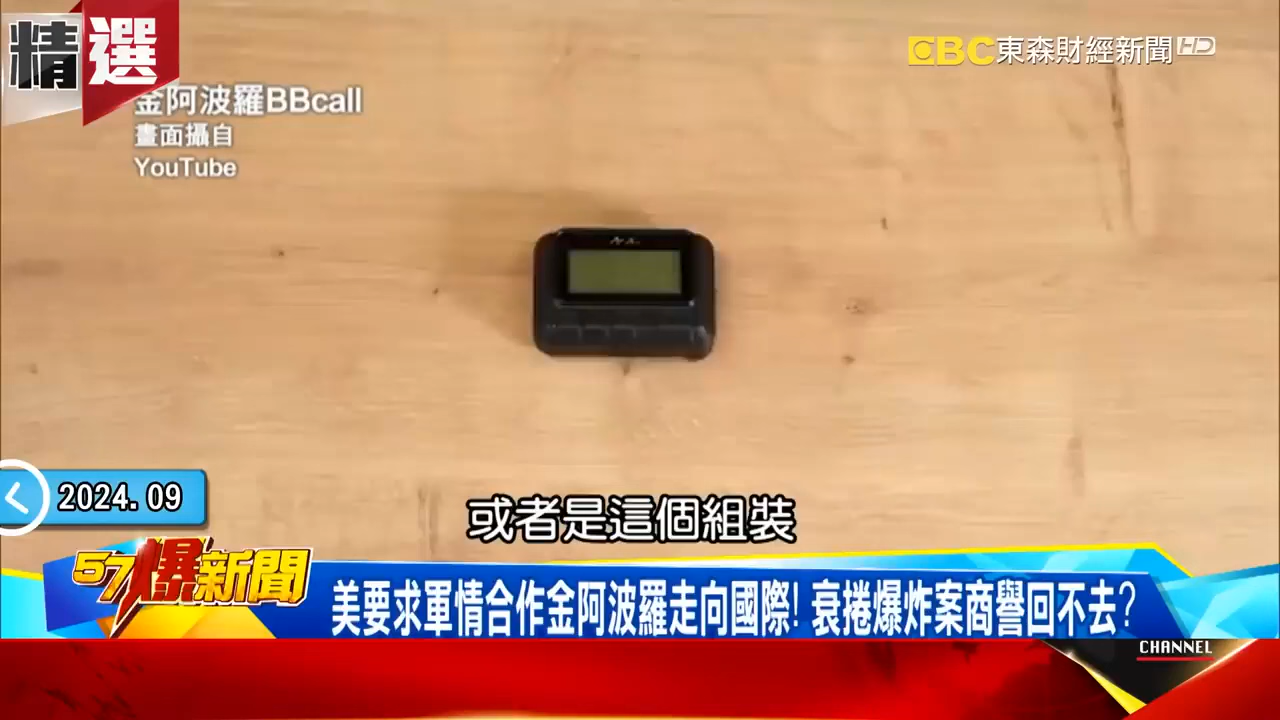 精選
EBC東森財經新聞HD
金阿波羅BBcall
畫面攝自
YouTube
2024.09
或者是這個組裝
57爆新聞
美要求軍情合作金阿波羅走向國際! 衰捲爆炸案商譽回不去?
CHANNEL